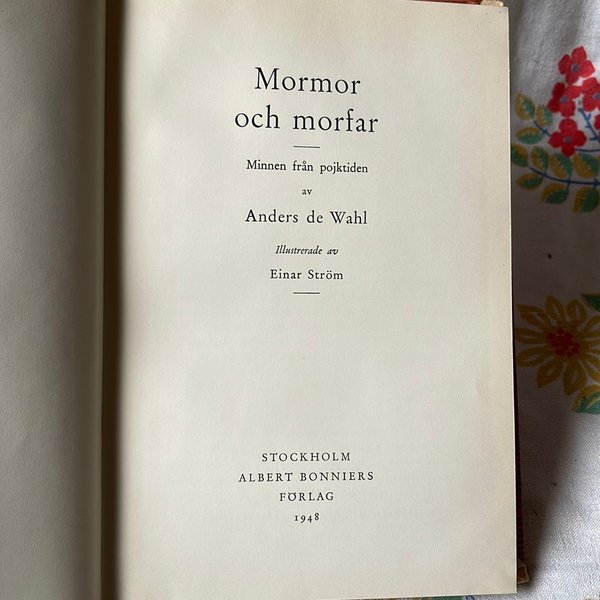 Mormor
och morfar
Minnen från pojktiden
av
Anders de Wahl
Illustrerade av
Einar Ström
STOCKHOLM
ALBERT BONNIERS
FÖRLAG
1948